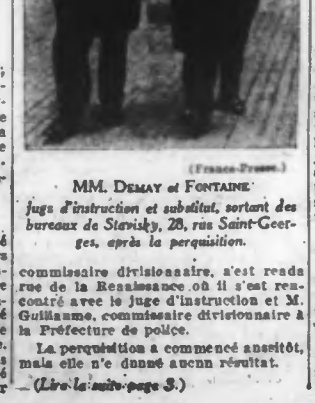 (France-Presse.)
MM. DEMAY et FONTAINE
juge d'instruction et substitut, sortant des
bureaux de Stavisky, 28, rue Saint-Geor-
ges, après la perquisition.
commissaire divisionnaire, s'est rendu
rue de la Renaissance où il s'est ren-
contré avec le juge d'instruction et M.
Guillaume, commissaire divisionnaire à
la Préfecture de police.
La perquisition a commencé aussitôt,
mais elle n'e donné aucun résultat.
(Lire la suite page 3.)